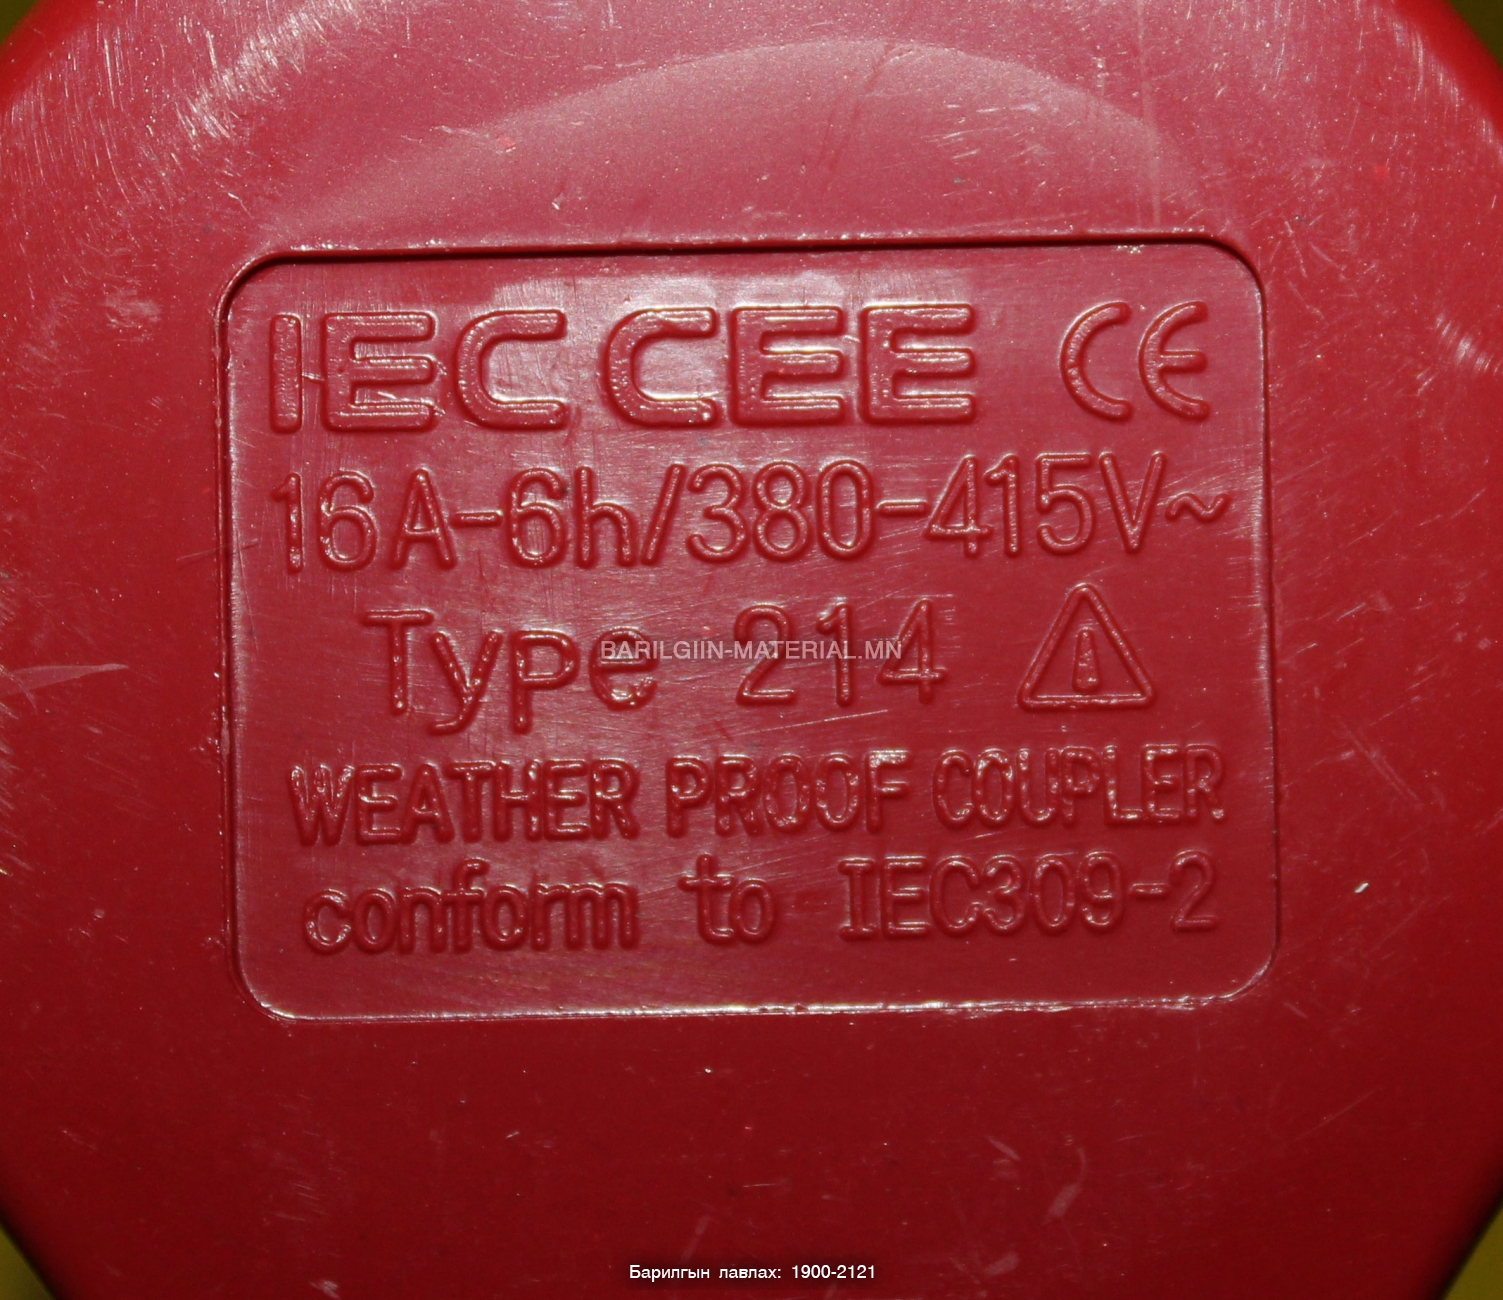 IEC CEE CE
16A-6h/380-415V~
Type 214
BARILGIIN-MATERIAL.MN
WEATHER PROOF COUPLER
conform to IEC309-2
Барилгын лавлах: 1900-2121